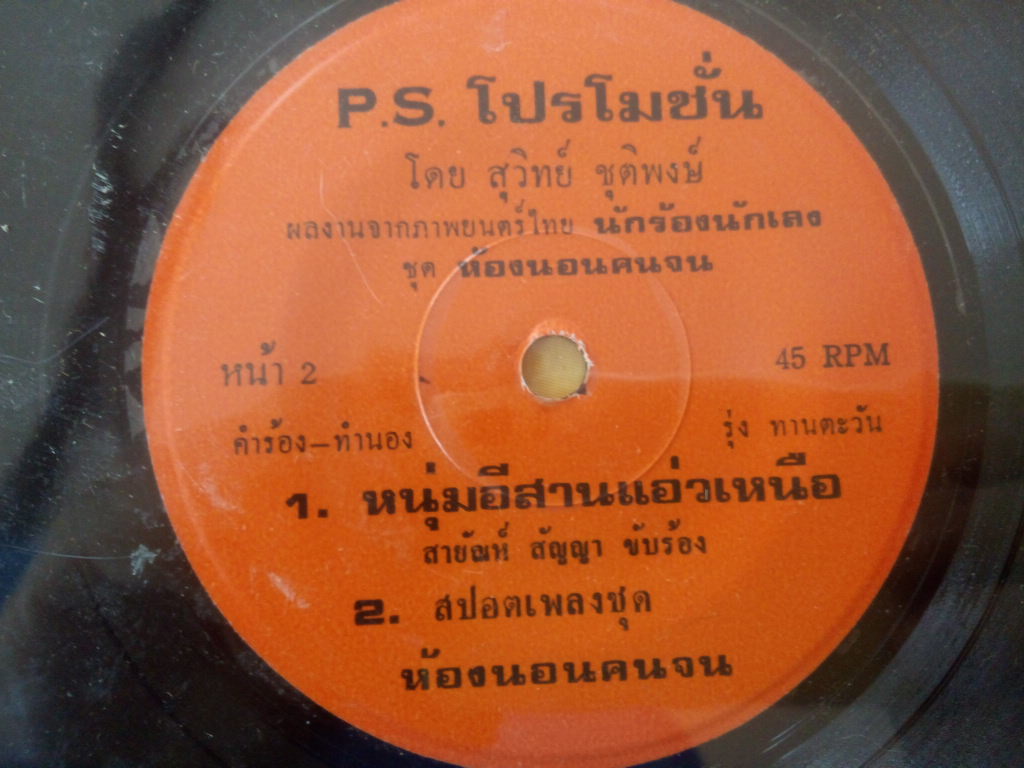 P.S. โปรโมชั่น
โดย สุวิทย์ ชุติพงษ์
ผลงานจากภาพยนตร์ไทย นักร้องนักเลง
ชุด ห้องนอนคนจน
หน้า 2
45 RPM
คำร้อง–ทำนอง
รุ่ง ทานตะวัน
1. หนุ่มอีสานแอ่วเหนือ
สายัณห์ สัญญา ขับร้อง
2. สปอตเพลงชุด
ห้องนอนคนจน